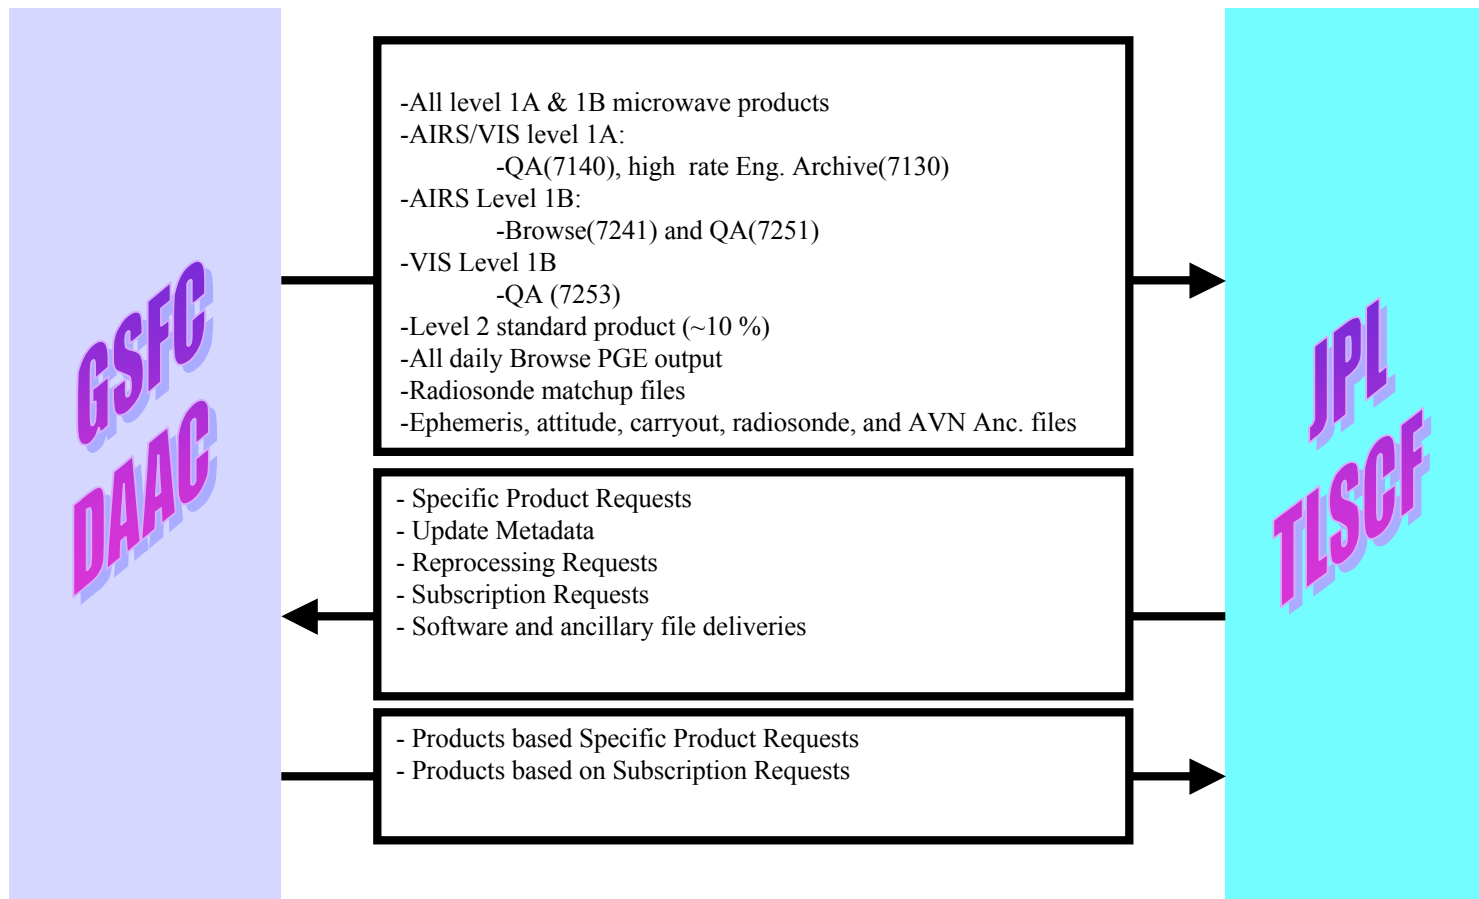 GSFC
DAAC
-All level 1A & 1B microwave products
-AIRS/VIS level 1A:
-QA(7140), high rate Eng. Archive(7130)
-AIRS Level 1B:
-Browse(7241) and QA(7251)
-VIS Level 1B
-QA (7253)
-Level 2 standard product (~10 %)
-All daily Browse PGE output
-Radiosonde matchup files
-Ephemeris, attitude, carryout, radiosonde, and AVN Anc. files
- Specific Product Requests
- Update Metadata
- Reprocessing Requests
- Subscription Requests
- Software and ancillary file deliveries
- Products based Specific Product Requests
- Products based on Subscription Requests
JPL
TLSCF